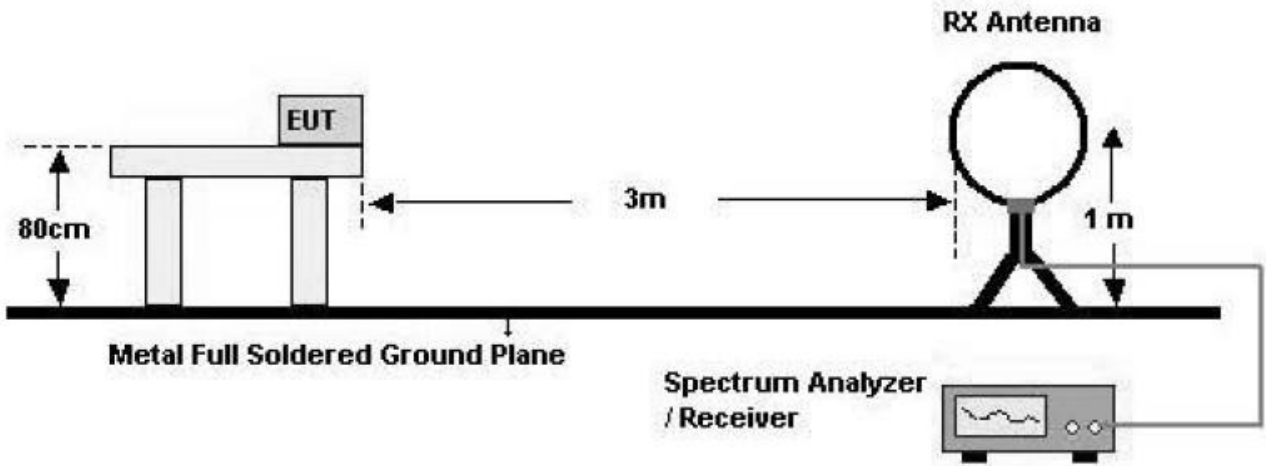 RX Antenna
EUT
80cm
3m
1 m
Metal Full Soldered Ground Plane
Spectrum Analyzer
/ Receiver